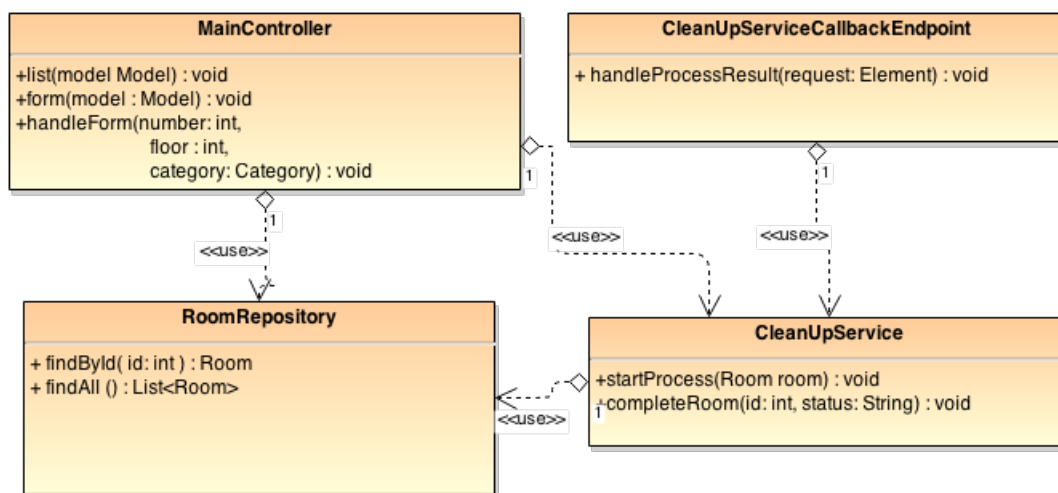 MainController
+list(model Model) : void
+form(model : Model) : void
+handleForm(number: int,
floor : int,
category: Category) : void
CleanUpServiceCallbackEndpoint
+ handleProcessResult(request: Element) : void
1
1
1
<<use>>
<<use>>
<<use>>
RoomRepository
+ findById( id: int ) : Room
+ findAll () : List<Room>
CleanUpService
+startProcess(Room room) : void
+completeRoom(id: int, status: String) : void
1
<<use>>